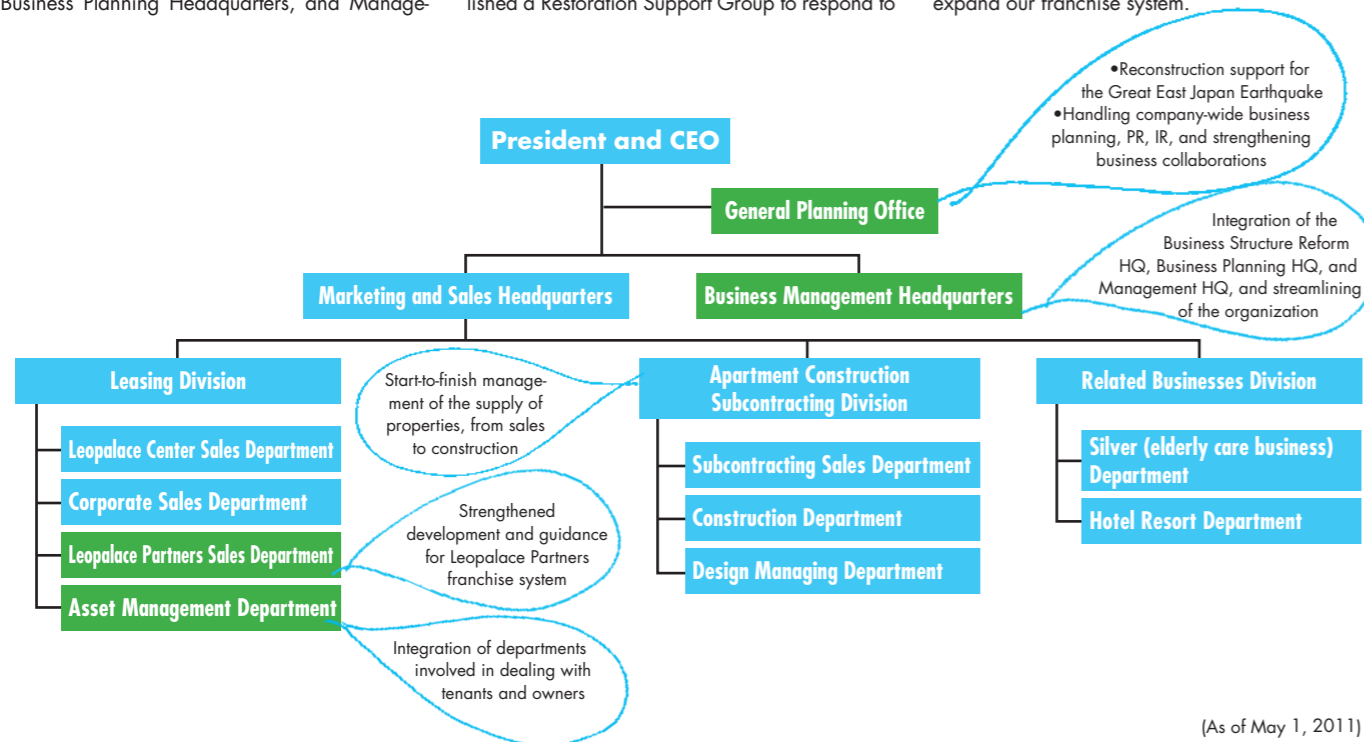 Business Planning Headquarters, and Manage-
lished a Restoration Support Group to respond to
expand our franchise system.
•Reconstruction support for
the Great East Japan Earthquake
•Handling company-wide business
planning, PR, IR, and strengthening
business collaborations
President and CEO
General Planning Office
Integration of the
Business Structure Reform
HQ, Business Planning HQ, and
Management HQ, and streamlining
of the organization
Marketing and Sales Headquarters
Business Management Headquarters
Leasing Division
Leopalace Center Sales Department
Corporate Sales Department
Leopalace Partners Sales Department
Asset Management Department
Start-to-finish manage-
ment of the supply of
properties, from sales
to construction
Strengthened
development and guidance
for Leopalace Partners
franchise system
Integration of departments
involved in dealing with
tenants and owners
Apartment Construction
Subcontracting Division
Subcontracting Sales Department
Construction Department
Design Managing Department
Related Businesses Division
Silver (elderly care business)
Department
Hotel Resort Department
(As of May 1, 2011)